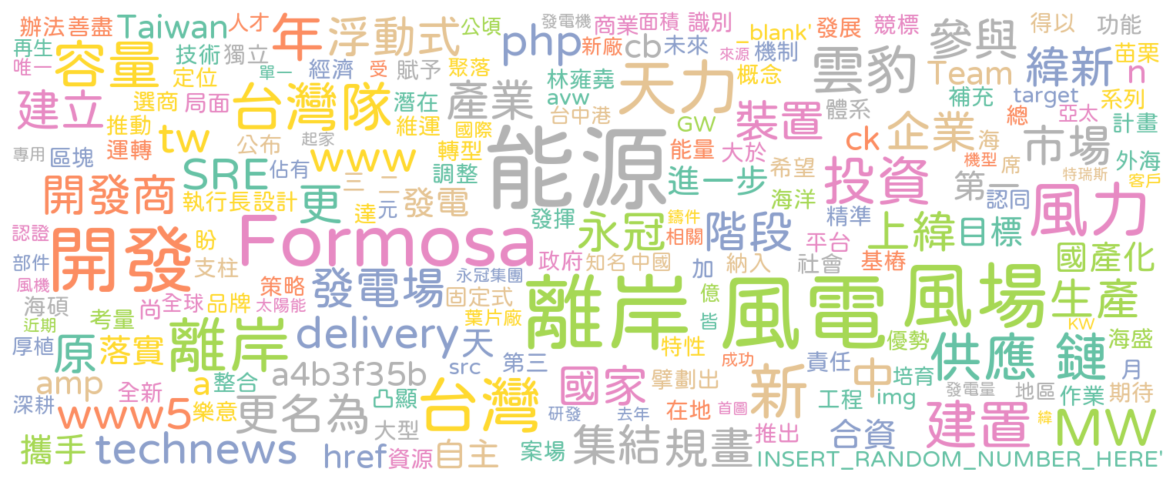 辦法 善盡 Taiwan 人才 年 浮動式 公頃 發電機 商業 面積 識別 _blank' 發展 競標 參與 得以 功能
再生 容量 技術 獨立 php cb 新廠 未來 機制 來源 雲豹 緯新 苗栗
唯一 定位 經濟 單一 受 賦予 聚落 林雍堯 天力 概念 Team n
建立 選商 局面 台灣隊 潛在 產業 avw 裝置 體系 補充 target 系列
推動 tw 公布 起家 維運 國際 台中港 GW ck 企業 海 總 亞太 計畫
專用 區塊 運轉 佔有 www 轉型 能源 能量 大於 市場 機型 席 外海
開發商 SRE 調整 進一步 希望 投資 第一 認同 特瑞斯 客戶
執行長 設計 更 三 二 發電 海洋 精準 風力
達 元 發揮 鑄件 永冠 階段 上緯 目標
認證 開發 盼 Formosa 相關 平台 基樁 國產化
部件 支柱 政府 知名 中國 加 納入 社會
風機 海碩 策略 發電場 永冠集團 離岸 風電 風場 生產
尚 全球 品牌 太陽能 固定式 億
近期 考量 葉片廠 皆 KW
厚植 原 落實 離岸 delivery 天 特性 優勢 供應 鏈 海盛
amp a 整合 a4b3f35b src 第三 國家 擘劃出 成功 新 責任 中 培育 發電量 地區 作業 月
深耕 全新 www5 樂意 更名為 凸顯 台灣 研發 去年 在地 首圖 工程 img 建置 期待 MW
攜手 technews href 大型 資源 自主 案場 集結 規畫 推出 合資 緯
INSERT_RANDOM_NUMBER_HERE'